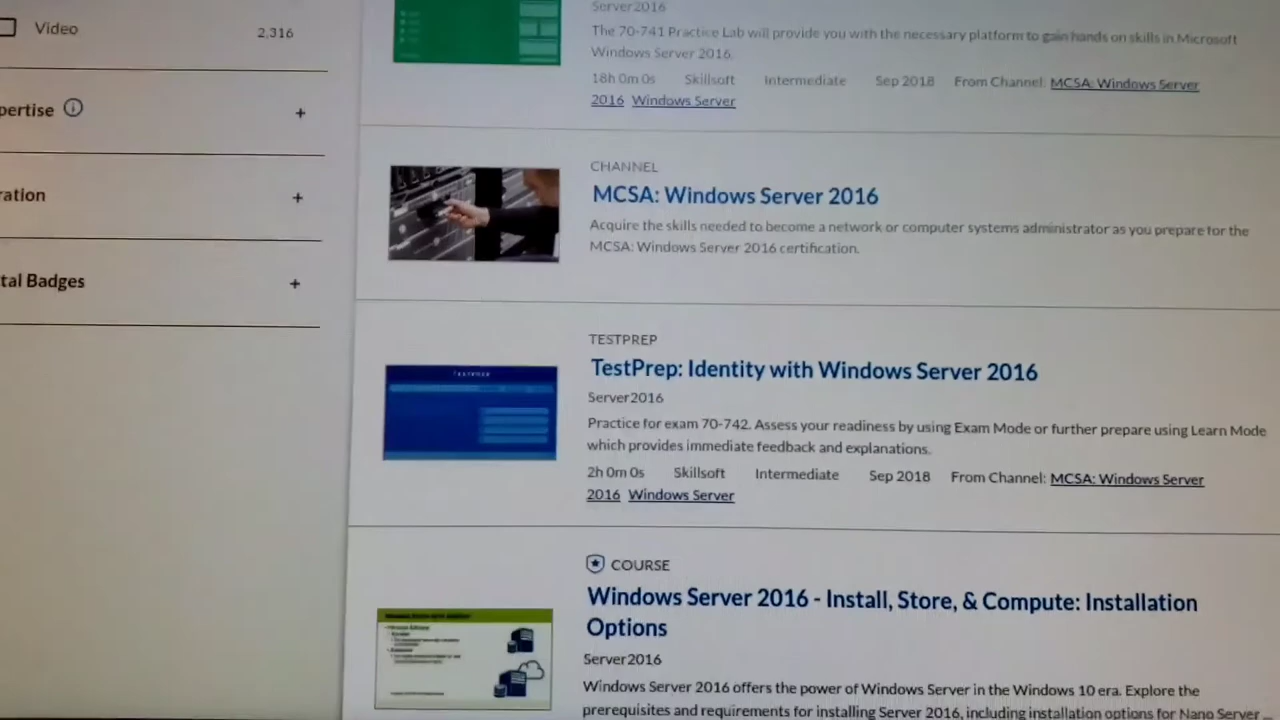 Video
2,316
pertise
+
ration
+
tal Badges
+
Server2016
The 70-741 Practice Lab will provide you with the necessary platform to gain hands on skills in Microsoft
Windows Server 2016.
18h 0m 0s Skillsoft Intermediate Sep 2018 From Channel: MCSA: Windows Server
2016 Windows Server
CHANNEL
MCSA: Windows Server 2016
Acquire the skills needed to become a network or computer systems administrator as you prepare for the
MCSA: Windows Server 2016 certification.
TESTPREP
TestPrep: Identity with Windows Server 2016
Server2016
Practice for exam 70-742. Assess your readiness by using Exam Mode or further prepare using Learn Mode
which provides immediate feedback and explanations.
2h 0m 0s Skillsoft Intermediate Sep 2018 From Channel: MCSA: Windows Server
2016 Windows Server
COURSE
Windows Server 2016 - Install, Store, & Compute: Installation
Options
Server2016
Windows Server 2016 offers the power of Windows Server in the Windows 10 era. Explore the
prerequisites and requirements for installing Server 2016, including installation options for Nano Server